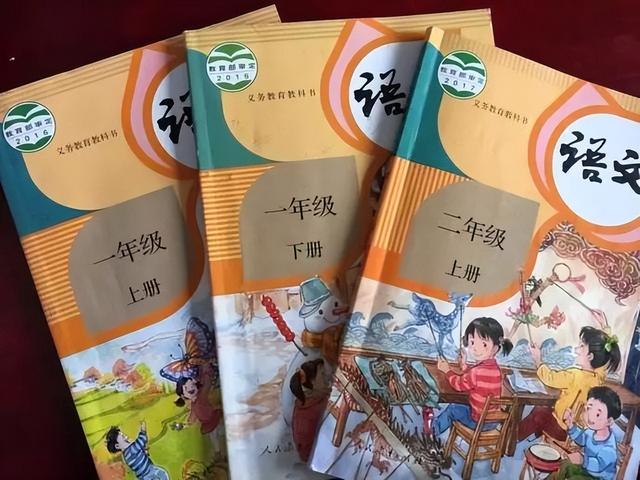 教育部审定
2016
义务教育教科书
语
一年级
上册
教育部审定
2016
义务教育教科书
语
一年级
下册
人民
教育部审定
2017
义务教育教科书
语文
二年级
上册